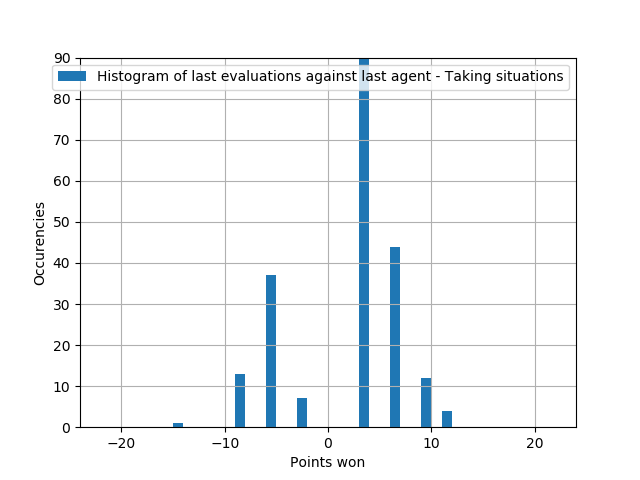 90
Histogram of last evaluations against last agent - Taking situations
80
70
60
50
40
30
20
10
0
Occurencies
−20 −10 0 10 20
Points won